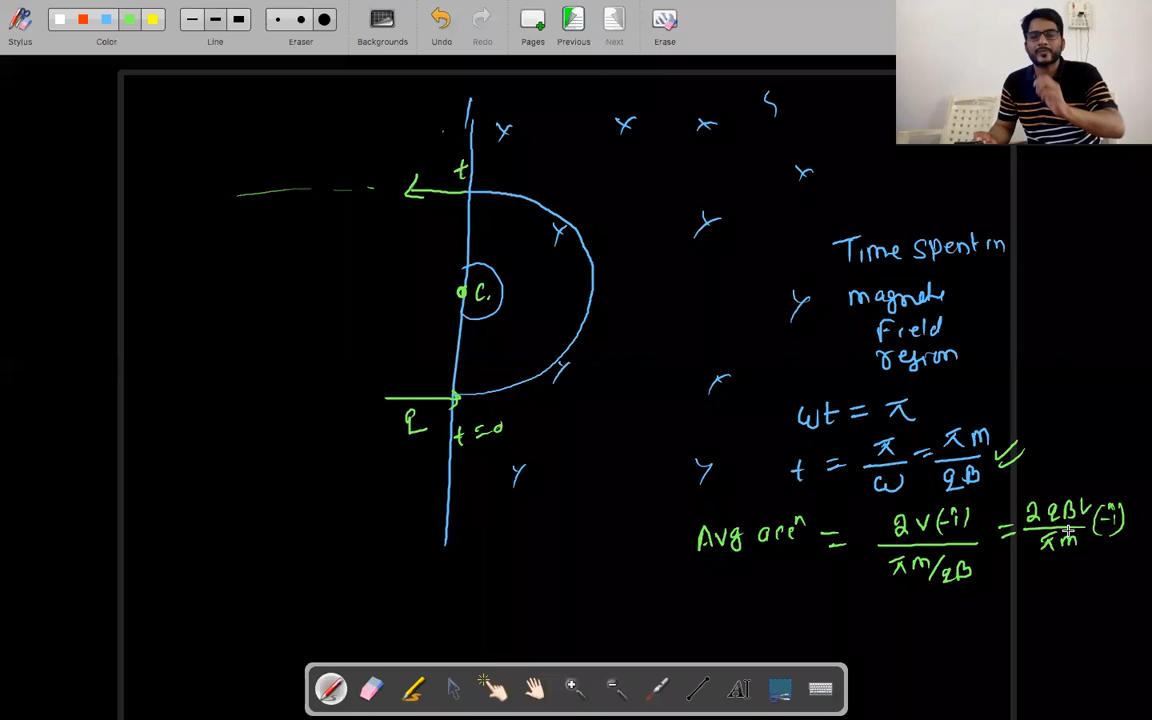 Stylus
Color
Line
Eraser
Backgrounds
Undo
Redo
Pages
Previous
Next
Erase
x x x
t
x
Time spent in
C.
magnetic
field
region
q
t = 0
ωt = π
t = π/ω = πm/qB
Avg accⁿ = 2v(-î) / πm/qB = 2qBv/πm (-î)
AI